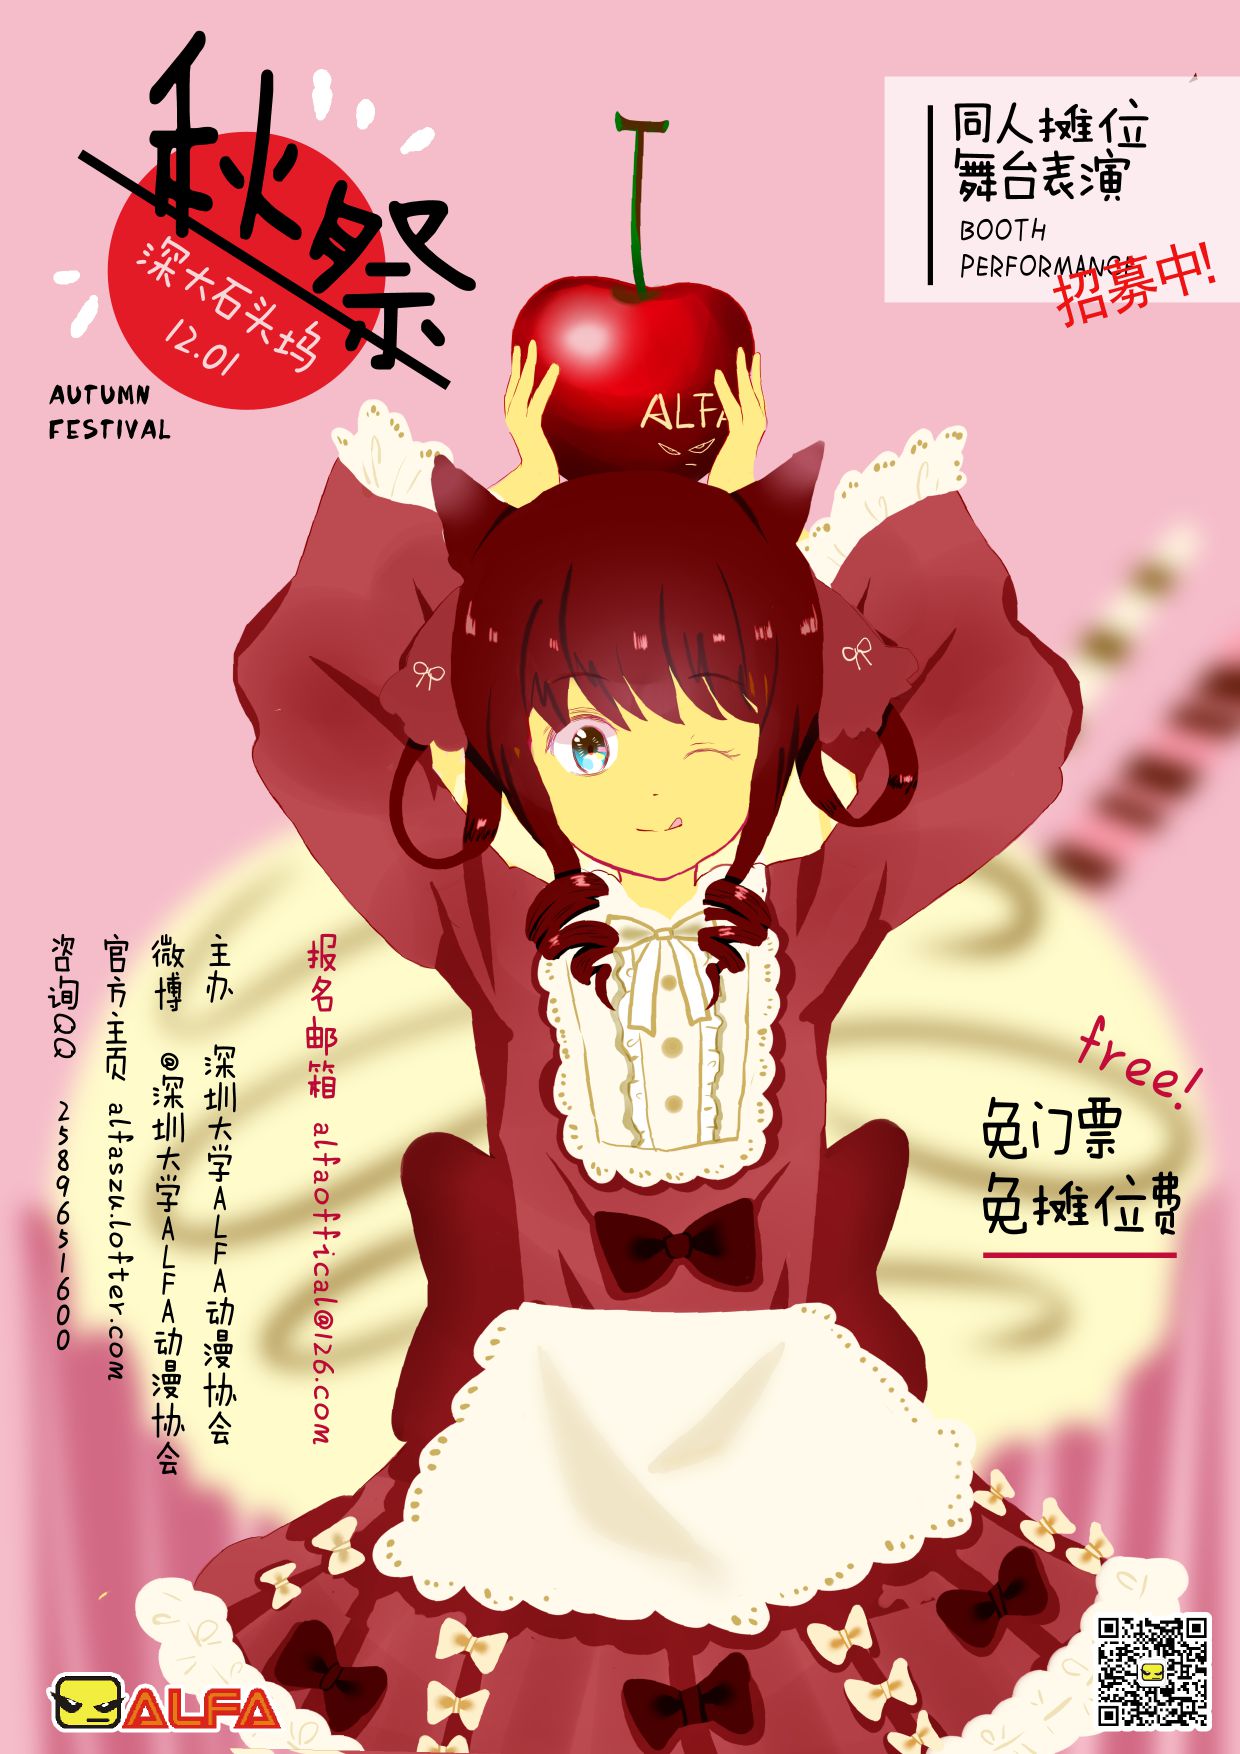 秋祭
深大石头坞
12.01
AUTUMN
FESTIVAL
同人摊位
舞台表演
BOOTH
PERFORMANCE
招募中!
ALFA
free!
免门票
免摊位费
报名邮箱 alfaoffical@126.com
主办 深圳大学ALFA动漫协会
微博 @深圳大学ALFA动漫协会
官方主页 alfaszu.lofter.com
咨询QQ 2589651600
ALFA